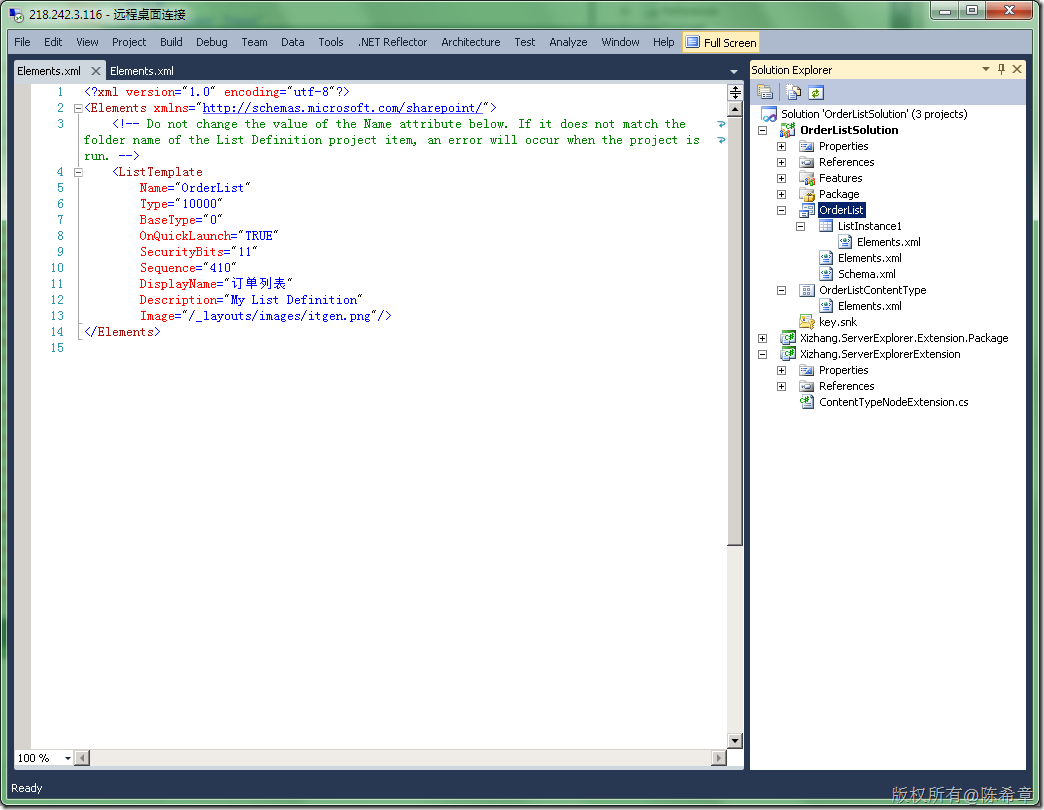 218.242.3.116 - 远程桌面连接
File Edit View Project Build Debug Team Data Tools .NET Reflector Architecture Test Analyze Window Help Full Screen
Elements.xml Elements.xml
1 <?xml version="1.0" encoding="utf-8"?>
2 <Elements xmlns="http://schemas.microsoft.com/sharepoint/">
3 <!-- Do not change the value of the Name attribute below. If it does not match the
folder name of the List Definition project item, an error will occur when the project is
run. -->
4 <ListTemplate
5 Name="OrderList"
6 Type="10000"
7 BaseType="0"
8 OnQuickLaunch="TRUE"
9 SecurityBits="11"
10 Sequence="410"
11 DisplayName="订单列表"
12 Description="My List Definition"
13 Image="/_layouts/images/itgen.png"/>
14 </Elements>
15
100 %
Solution Explorer
Solution 'OrderListSolution' (3 projects)
OrderListSolution
Properties
References
Features
Package
OrderList
ListInstance1
Elements.xml
Elements.xml
Schema.xml
OrderListContentType
Elements.xml
key.snk
Xizhang.ServerExplorer.Extension.Package
Xizhang.ServerExplorerExtension
Properties
References
ContentTypeNodeExtension.cs
Ready
版权所有@陈希章